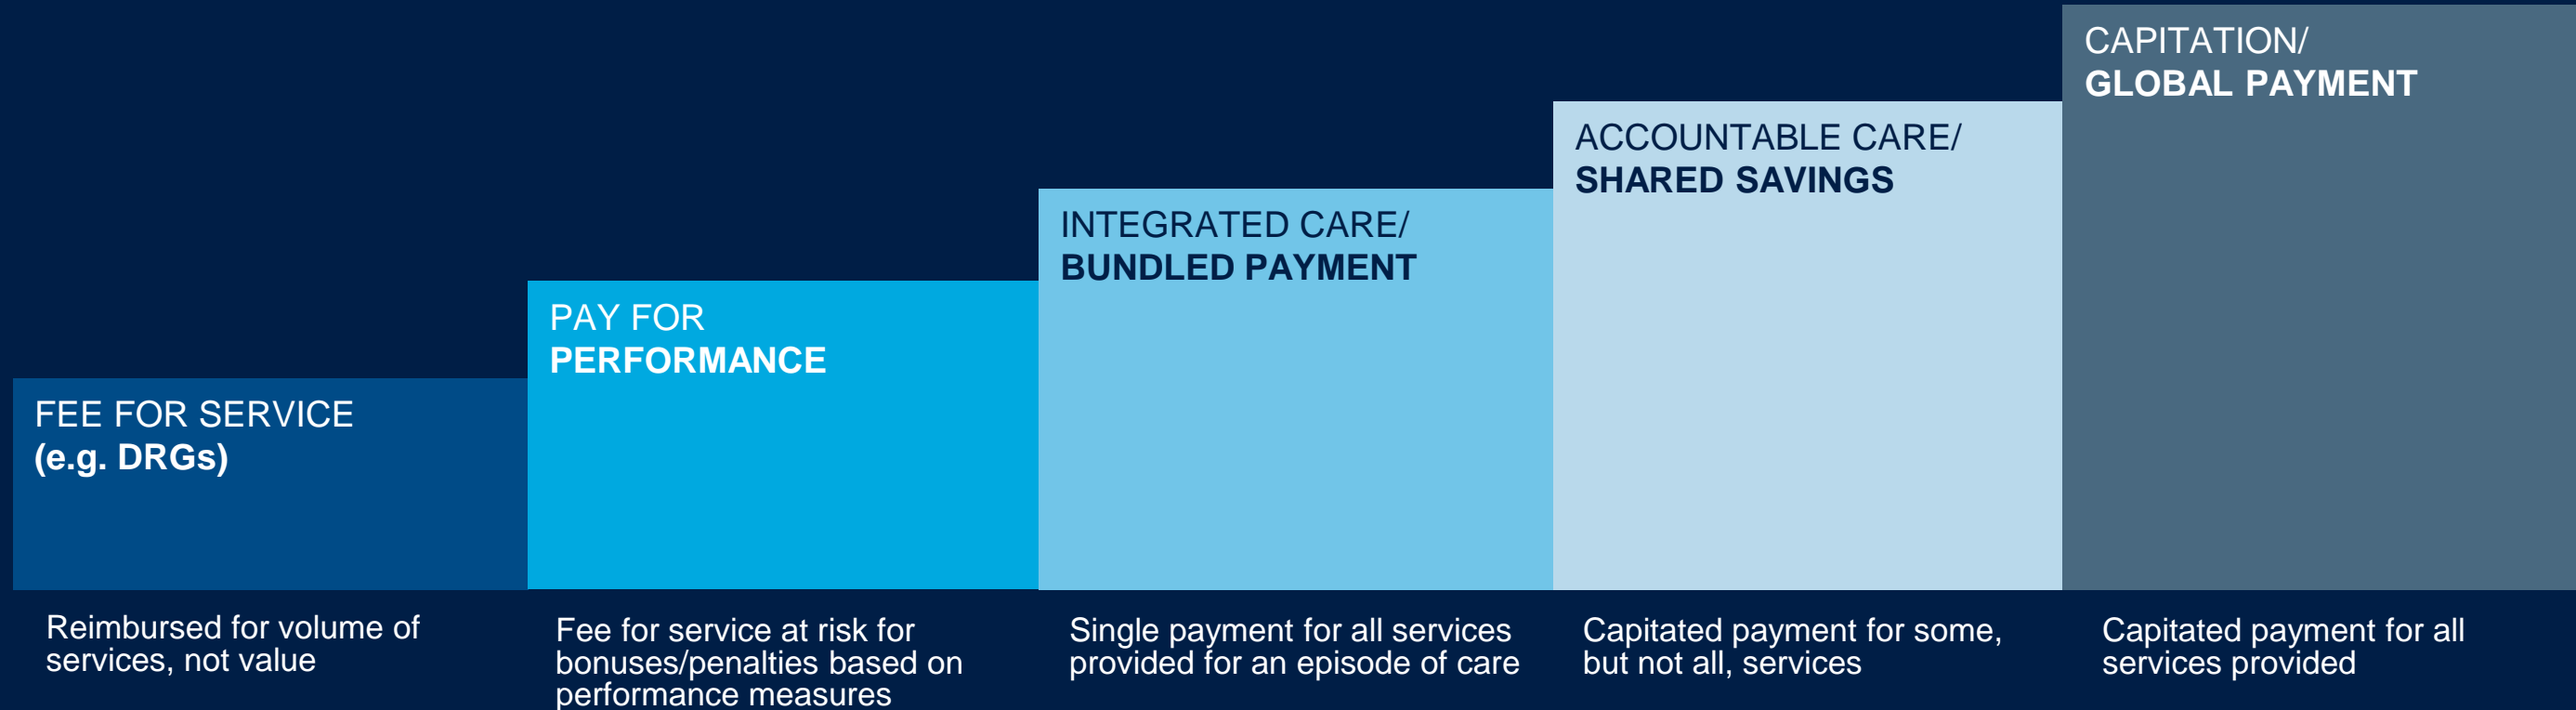 FEE FOR SERVICE
(e.g. DRGs)
Reimbursed for volume of
services, not value
PAY FOR
PERFORMANCE
Fee for service at risk for
bonuses/penalties based on
performance measures
INTEGRATED CARE/
BUNDLED PAYMENT
Single payment for all services
provided for an episode of care
ACCOUNTABLE CARE/
SHARED SAVINGS
Capitated payment for some,
but not all, services
CAPITATION/
GLOBAL PAYMENT
Capitated payment for all
services provided